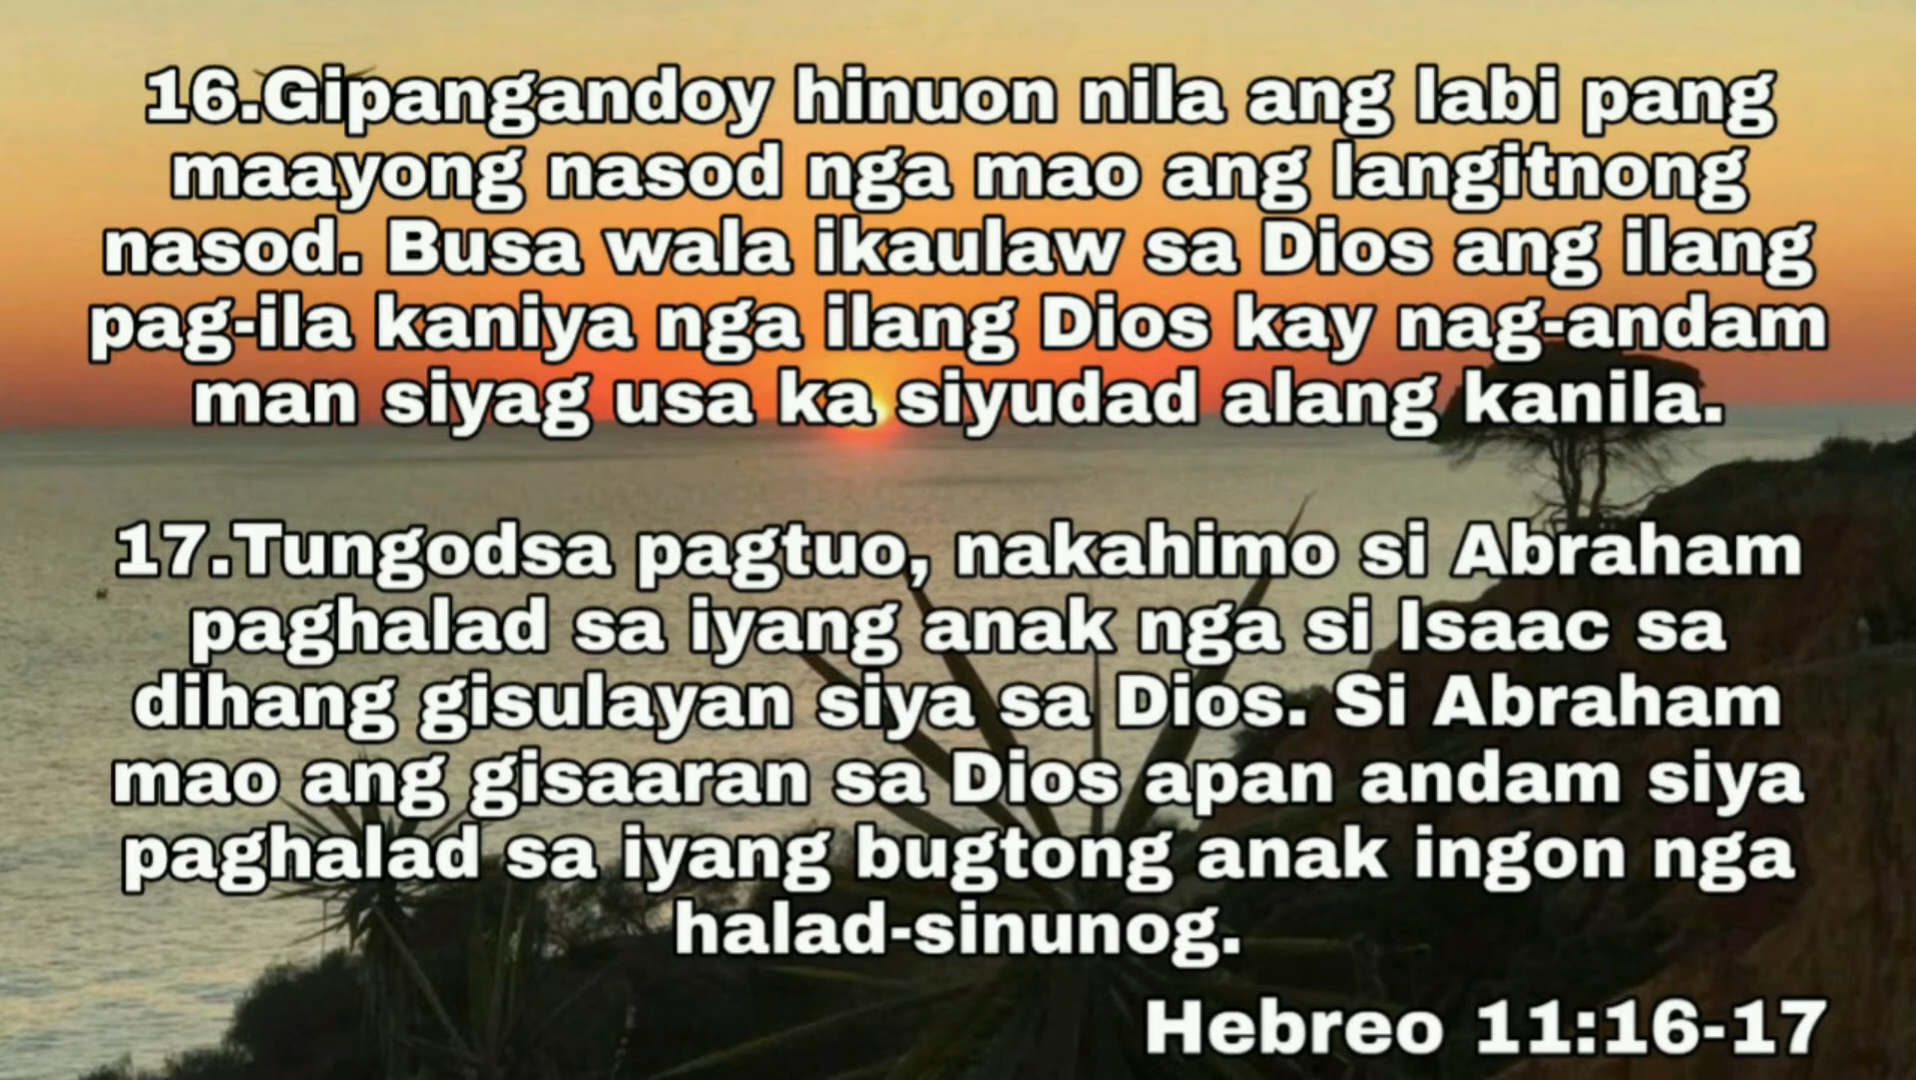 16.Gipangandoy hinuon nila ang labi pang
maayong nasod nga mao ang langitnong
nasod. Busa wala ikaulaw sa Dios ang ilang
pag-ila kaniya nga ilang Dios kay nag-andam
man siyag usa ka siyudad alang kanila.
17.Tungodsa pagtuo, nakahimo si Abraham
paghalad sa iyang anak nga si Isaac sa
dihang gisulayan siya sa Dios. Si Abraham
mao ang gisaaran sa Dios apan andam siya
paghalad sa iyang bugtong anak ingon nga
halad-sinunog.
Hebreo 11:16-17